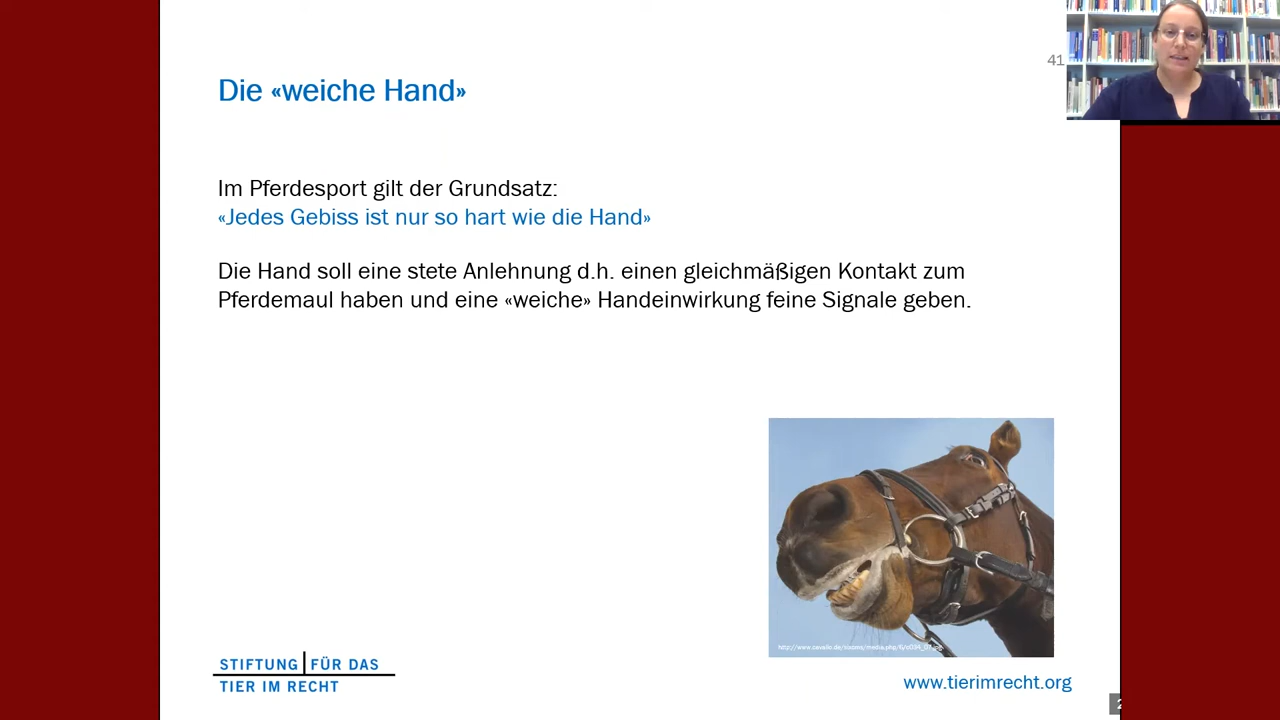 41
Die «weiche Hand»
Im Pferdesport gilt der Grundsatz:
«Jedes Gebiss ist nur so hart wie die Hand»
Die Hand soll eine stete Anlehnung d.h. einen gleichmäßigen Kontakt zum
Pferdemaul haben und eine «weiche» Handeinwirkung feine Signale geben.
STIFTUNG FÜR DAS
TIER IM RECHT
www.tierimrecht.org